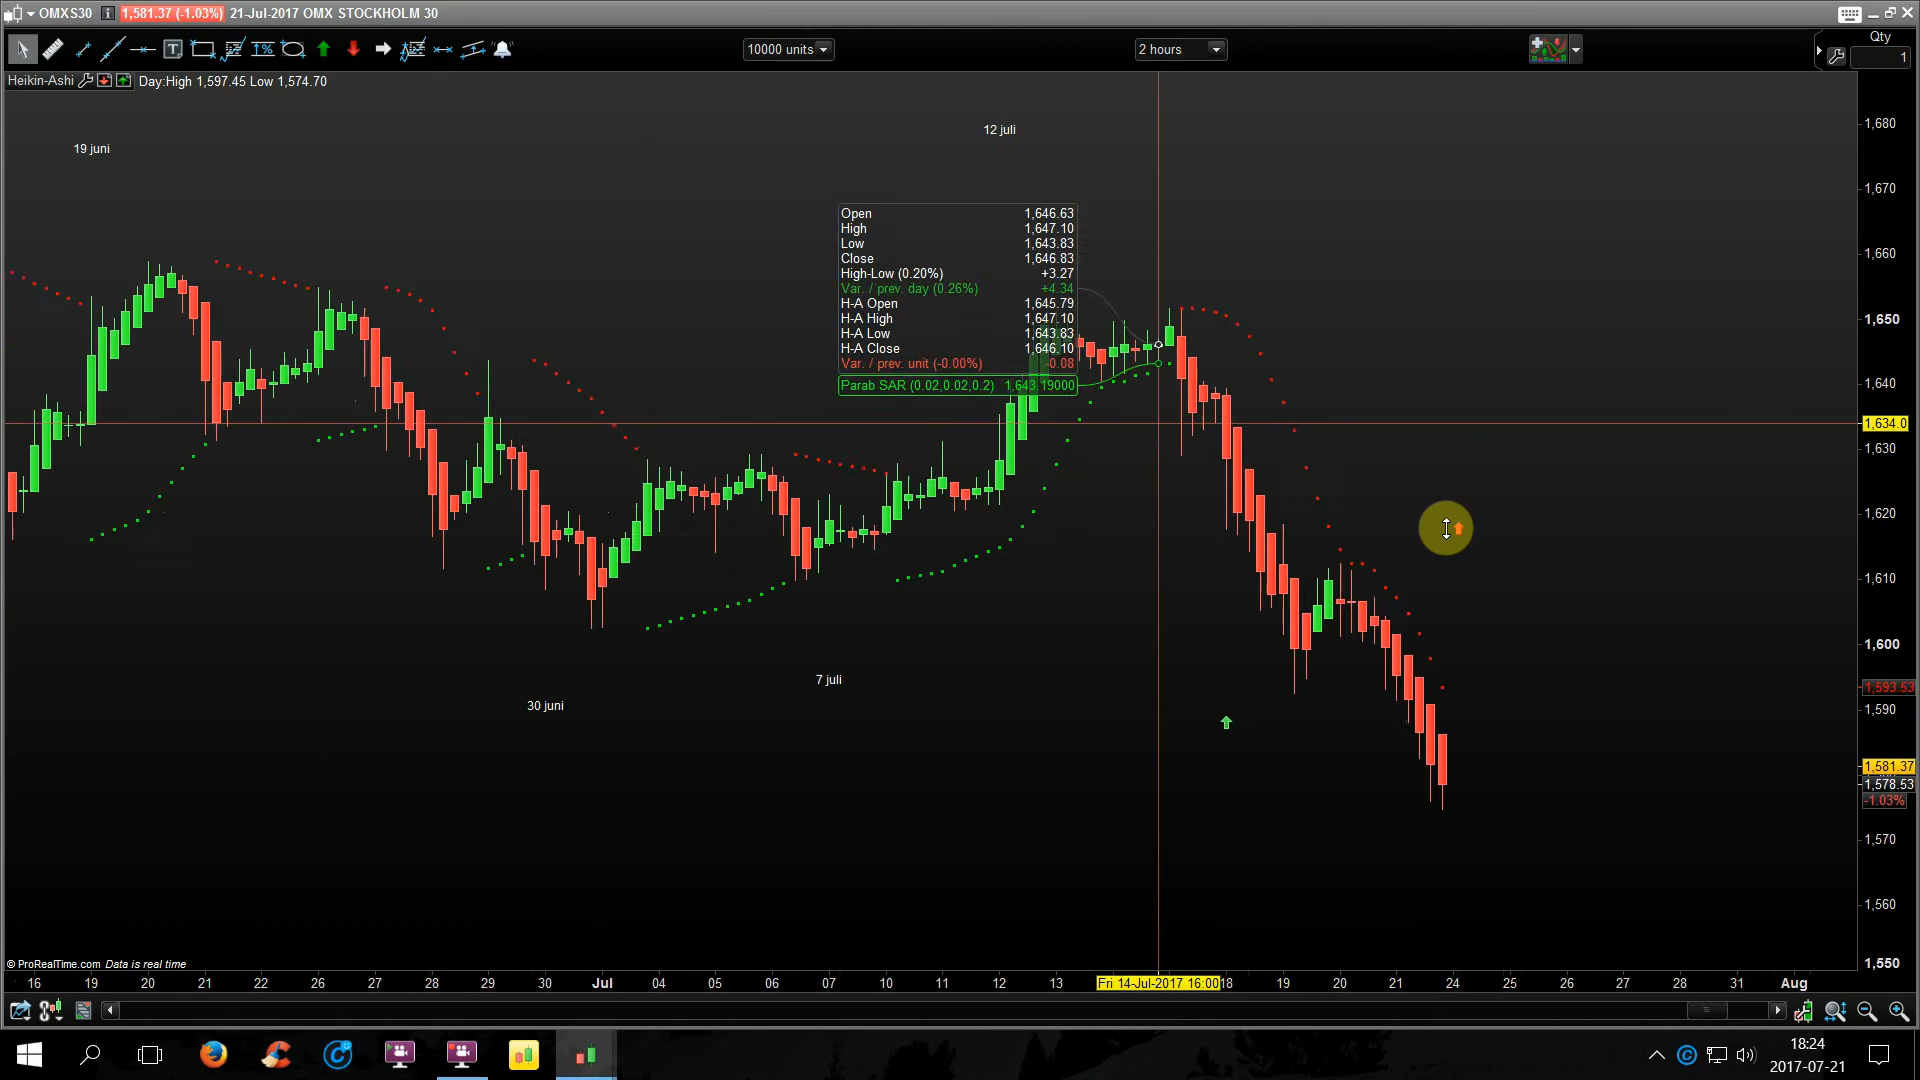 OMXS30 1,581.37 (-1.03%) 21-Jul-2017 OMX STOCKHOLM 30
10000 units 2 hours Qty
1
Heikin-Ashi Day:High 1,597.45 Low 1,574.70
12 juli
19 juni
Open 1,646.63
High 1,647.10
Low 1,643.83
Close 1,646.83
High-Low (0.20%) +3.27
Var. / prev. day (0.26%) +4.34
H-A Open 1,645.79
H-A High 1,647.10
H-A Low 1,643.83
H-A Close 1,646.10
Var. / prev. unit (-0.00%) -0.08
Parab SAR (0.02,0.02,0.2) 1,643.19000
1,680
1,670
1,660
1,650
1,640
1,634.0
1,630
1,620
1,610
1,600
1,593.53
1,590
1,581.37
1,578.53
-1.03%
1,570
1,560
1,550
7 juli
30 juni
© ProRealTime.com Data is real time
16 19 20 21 22 23 26 27 28 29 30 Jul 04 05 06 07 10 11 12 13 Fri 14-Jul-2017 16:00 18 19 20 21 24 25 26 27 28 31 Aug
18:24
2017-07-21